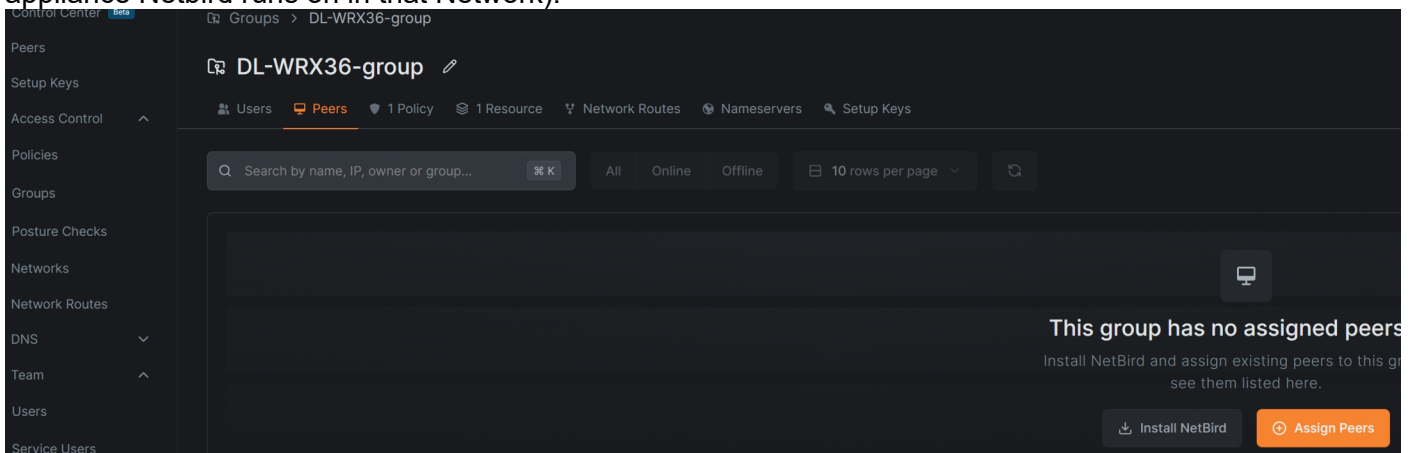 appliance Netbird runs on in that Network).
Control Center Beta
Groups > DL-WRX36-group
Peers
DL-WRX36-group
Setup Keys
Users Peers 1 Policy 1 Resource Network Routes Nameservers Setup Keys
Access Control
Policies
Search by name, IP, owner or group... ⌘ K All Online Offline 10 rows per page
Groups
Posture Checks
Networks
Network Routes
This group has no assigned peers
DNS
Install NetBird and assign existing peers to this
see them listed here.
Team
Users
Install NetBird Assign Peers
Service Users